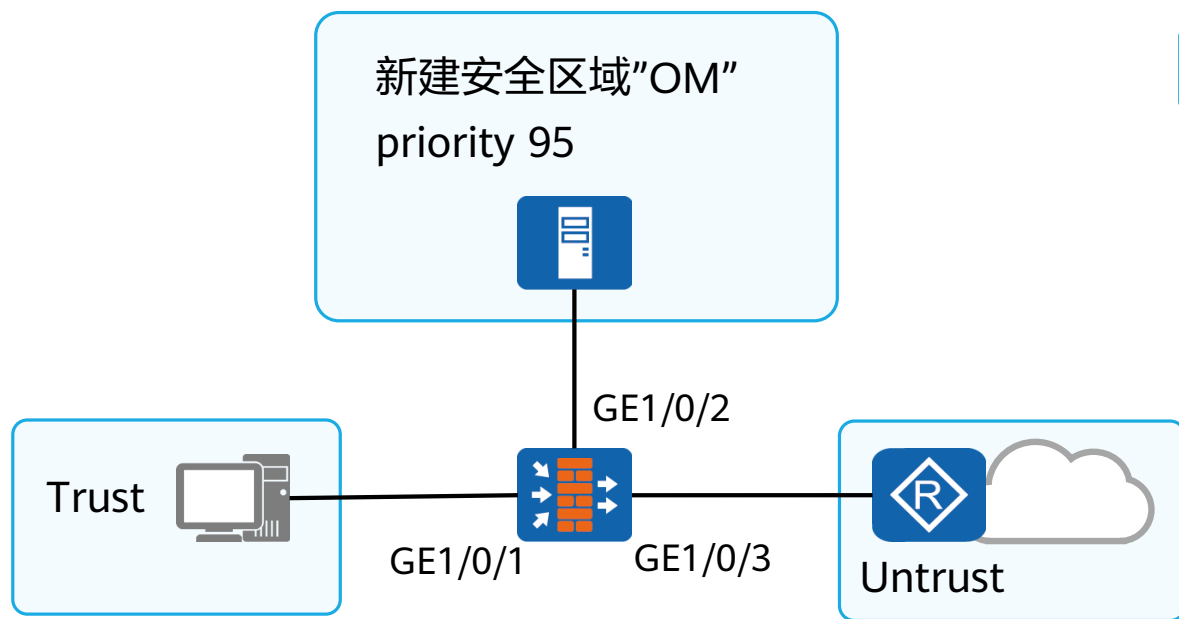 新建安全区域”OM”
priority 95
GE1/0/2
Trust
GE1/0/1
GE1/0/3
R
Untrust